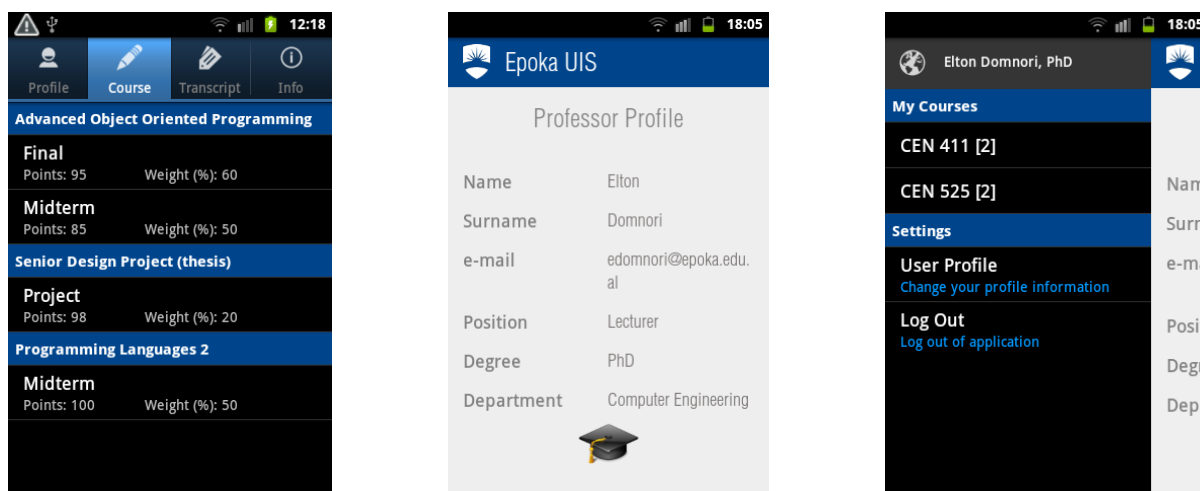 12:18
Profile Course Transcript Info
Advanced Object Oriented Programming
Final
Points: 95 Weight (%): 60
Midterm
Points: 85 Weight (%): 50
Senior Design Project (thesis)
Project
Points: 98 Weight (%): 20
Programming Languages 2
Midterm
Points: 100 Weight (%): 50
18:05
Epoka UIS
Professor Profile
Name Elton
Surname Domnori
e-mail edomnori@epoka.edu.
al
Position Lecturer
Degree PhD
Department Computer Engineering
18:05
Elton Domnori, PhD
My Courses
CEN 411 [2]
CEN 525 [2]
Settings
User Profile
Change your profile information
Log Out
Log out of application